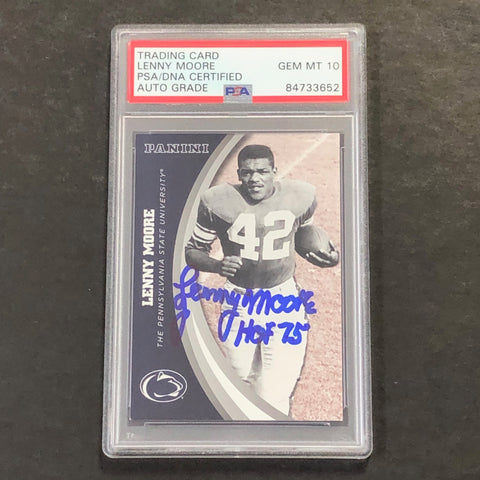 TRADING CARD
LENNY MOORE
PSA/DNA CERTIFIED
AUTO GRADE
GEM MT 10
84733652
PSA
PANINI
LENNY MOORE
THE PENNSYLVANIA STATE UNIVERSITY®
42
Lenny Moore
HOF 75